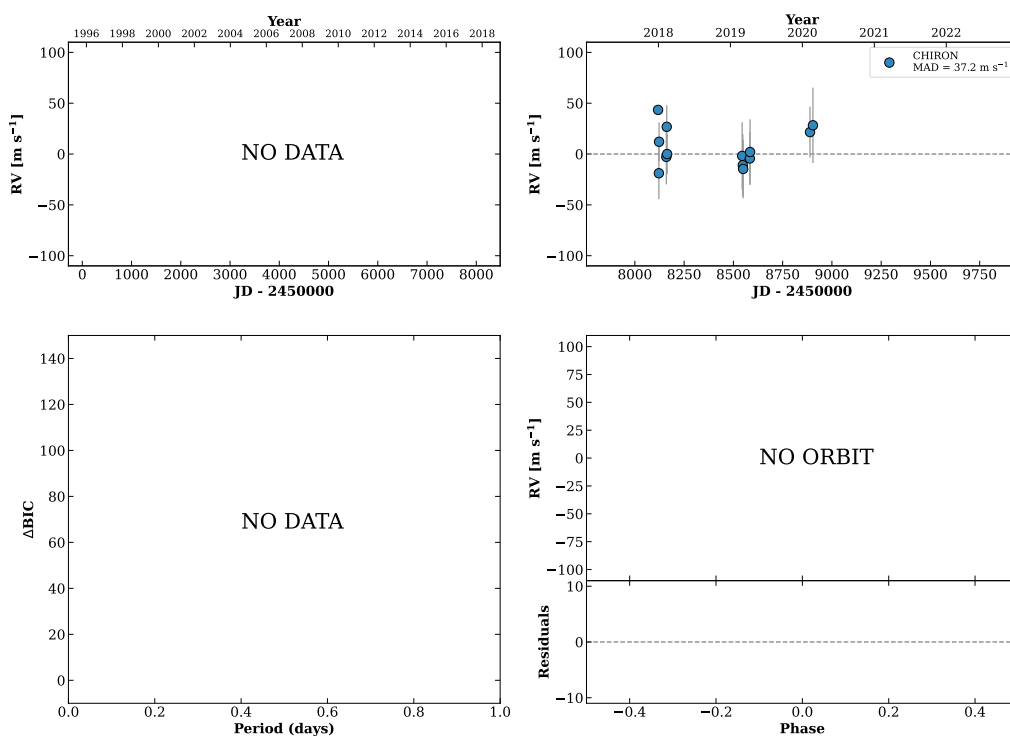 Year
1996 1998 2000 2002 2004 2006 2008 2010 2012 2014 2016 2018
100
50
0
−50
−100
RV [m s⁻¹]
NO DATA
0 1000 2000 3000 4000 5000 6000 7000 8000
JD - 2450000
Year
2018 2019 2020 2021 2022
CHIRON
MAD = 37.2 m s⁻¹
100
50
0
−50
−100
RV [m s⁻¹]
8000 8250 8500 8750 9000 9250 9500 9750
JD - 2450000
140
120
100
80
60
40
20
0
ΔBIC
NO DATA
0.0 0.2 0.4 0.6 0.8 1.0
Period (days)
100
75
50
25
0
−25
−50
−75
−100
RV [m s⁻¹]
NO ORBIT
10
0
−10
Residuals
−0.4 −0.2 0.0 0.2 0.4
Phase